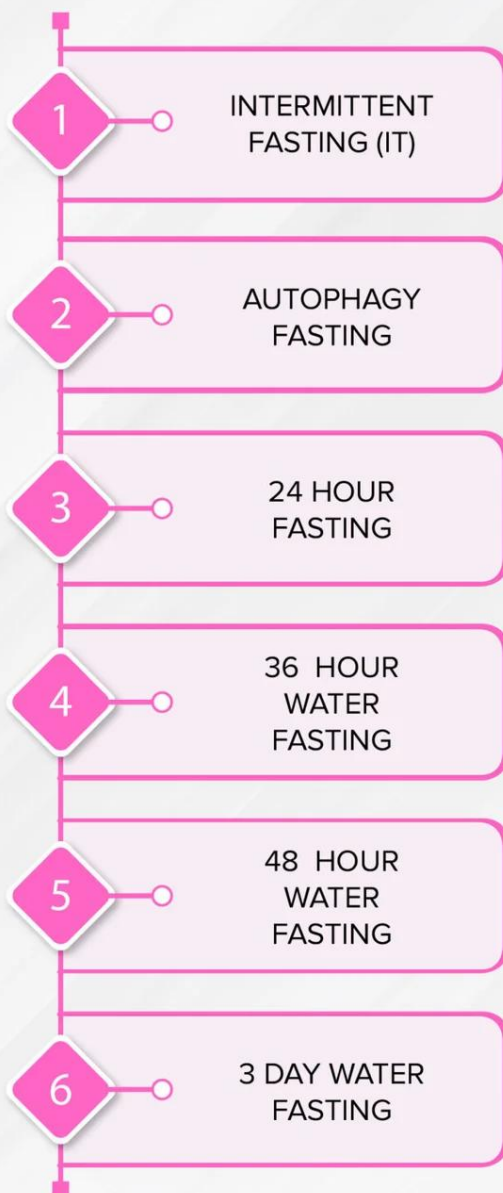 1
INTERMITTENT
FASTING (IT)
2
AUTOPHAGY
FASTING
3
24 HOUR
FASTING
4
36 HOUR
WATER
FASTING
5
48 HOUR
WATER
FASTING
6
3 DAY WATER
FASTING